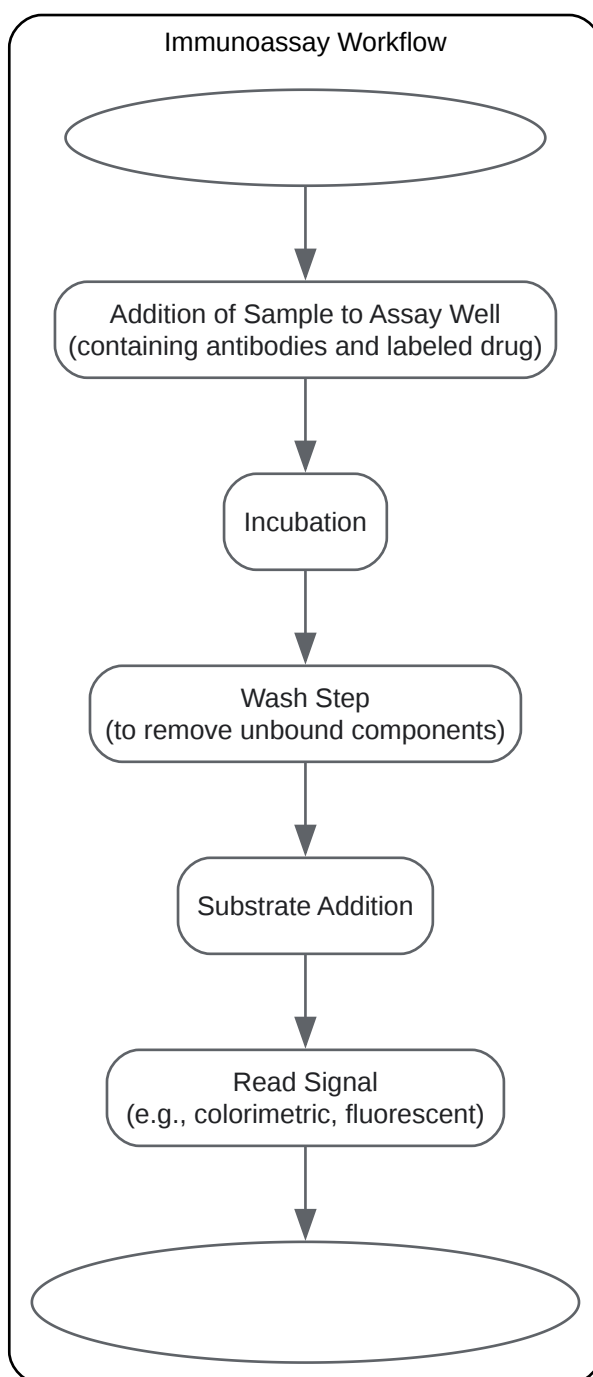 Immunoassay Workflow
Addition of Sample to Assay Well
(containing antibodies and labeled drug)
Incubation
Wash Step
(to remove unbound components)
Substrate Addition
Read Signal
(e.g., colorimetric, fluorescent)